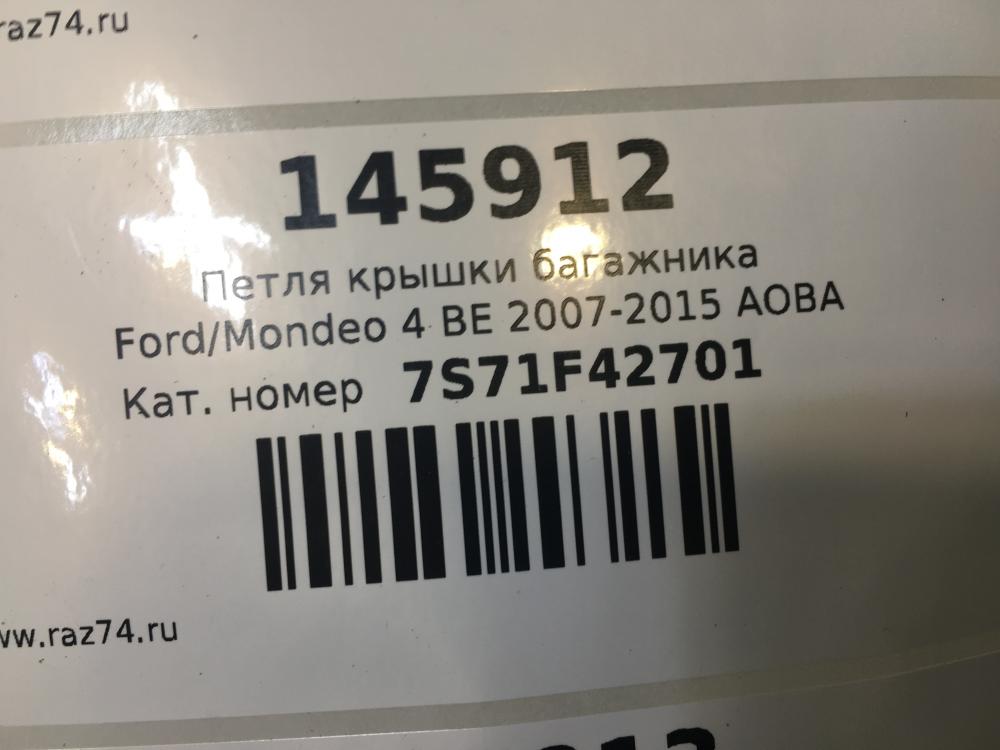 raz74.ru
145912
Петля крышки багажника
Ford/Mondeo 4 BE 2007-2015 AOBA
Кат. номер 7S71F42701
www.raz74.ru